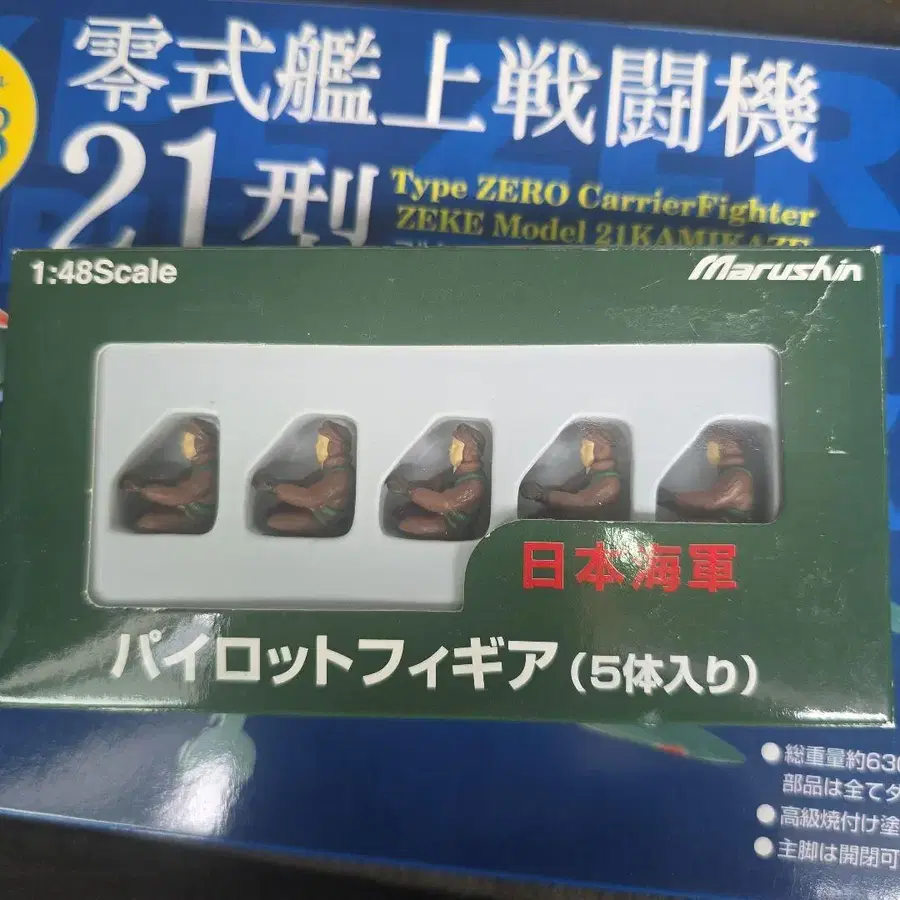 零式艦上戦闘機
21型
Type ZERO CarrierFighter
ZEKE Model 21KAMIKAZE
1:48Scale
Marushin
日本海軍
パイロットフィギア(5体入り)
●総重量約630
部品は全てダ
●高級焼付け塗
●主脚は開閉可